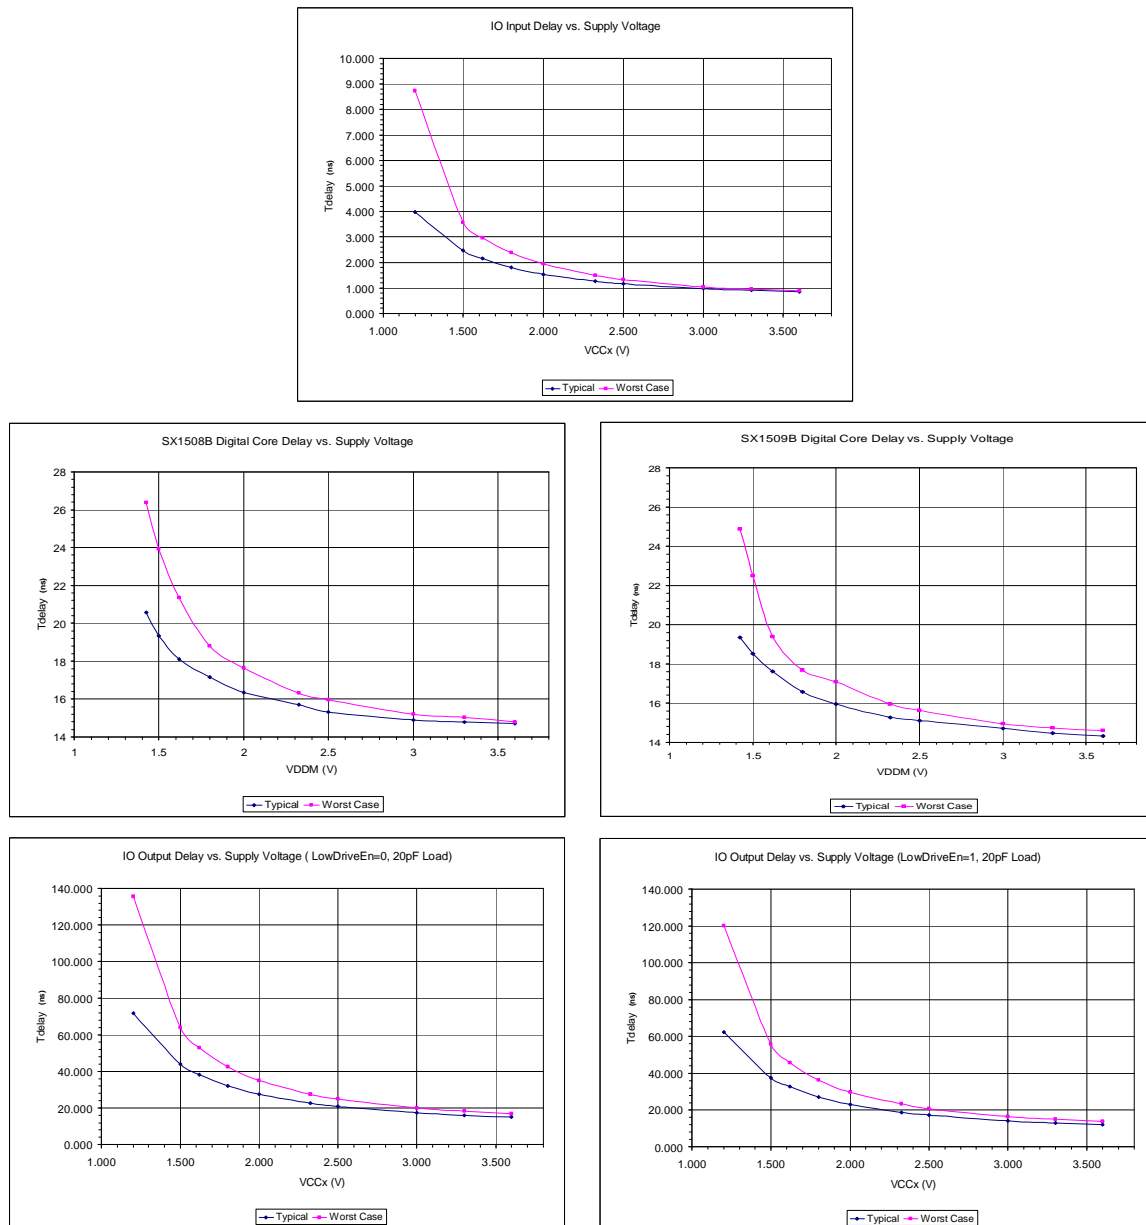 IO Input Delay vs. Supply Voltage
10.000
9.000
8.000
7.000
6.000
5.000
4.000
3.000
2.000
1.000
0.000
Tdelay (ns)
1.000 1.500 2.000 2.500 3.000 3.500
VCCx (V)
Typical Worst Case
SX1508B Digital Core Delay vs. Supply Voltage
28
26
24
22
20
18
16
14
Tdelay (ns)
1 1.5 2 2.5 3 3.5
VDDM (V)
Typical Worst Case
SX1509B Digital Core Delay vs. Supply Voltage
28
26
24
22
20
18
16
14
Tdelay (ns)
1 1.5 2 2.5 3 3.5
VDDM (V)
Typical Worst Case
IO Output Delay vs. Supply Voltage ( LowDriveEn=0, 20pF Load)
140.000
120.000
100.000
80.000
60.000
40.000
20.000
0.000
Tdelay (ns)
1.000 1.500 2.000 2.500 3.000 3.500
VCCx (V)
Typical Worst Case
IO Output Delay vs. Supply Voltage (LowDriveEn=1, 20pF Load)
140.000
120.000
100.000
80.000
60.000
40.000
20.000
0.000
Tdelay (ns)
1.000 1.500 2.000 2.500 3.000 3.500
VCCx (V)
Typical Worst Case